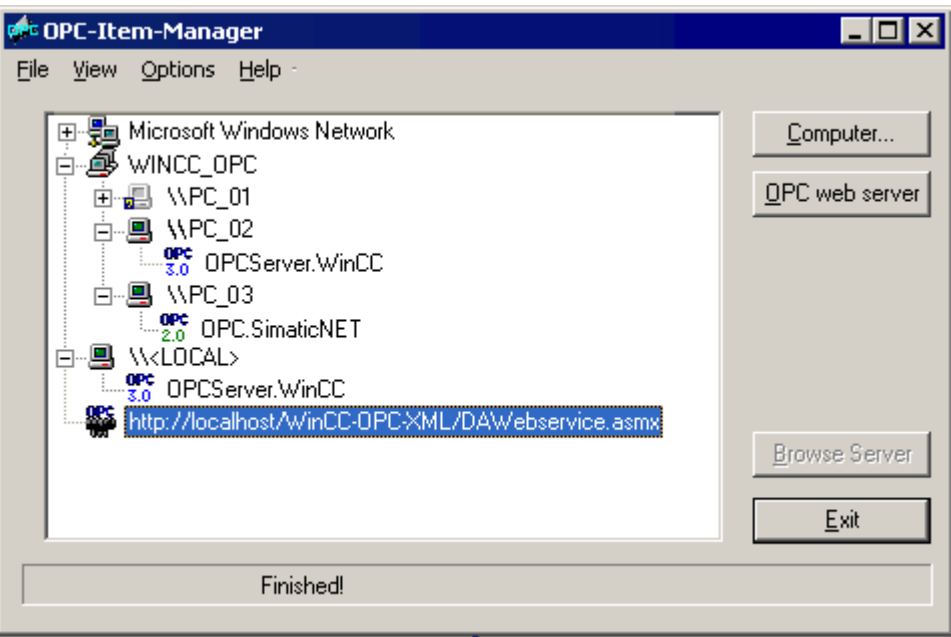 OPC OPC-Item-Manager
File View Options Help
Microsoft Windows Network
Computer...
WINCC_OPC
\\PC_01
OPC web server
\\PC_02
OPC 3.0 OPCServer.WinCC
\\PC_03
OPC 2.0 OPC.SimaticNET
\\<LOCAL>
OPC 3.0 OPCServer.WinCC
OPC http://localhost/WinCC-OPC-XML/DAWebservice.asmx
Browse Server
Exit
Finished!